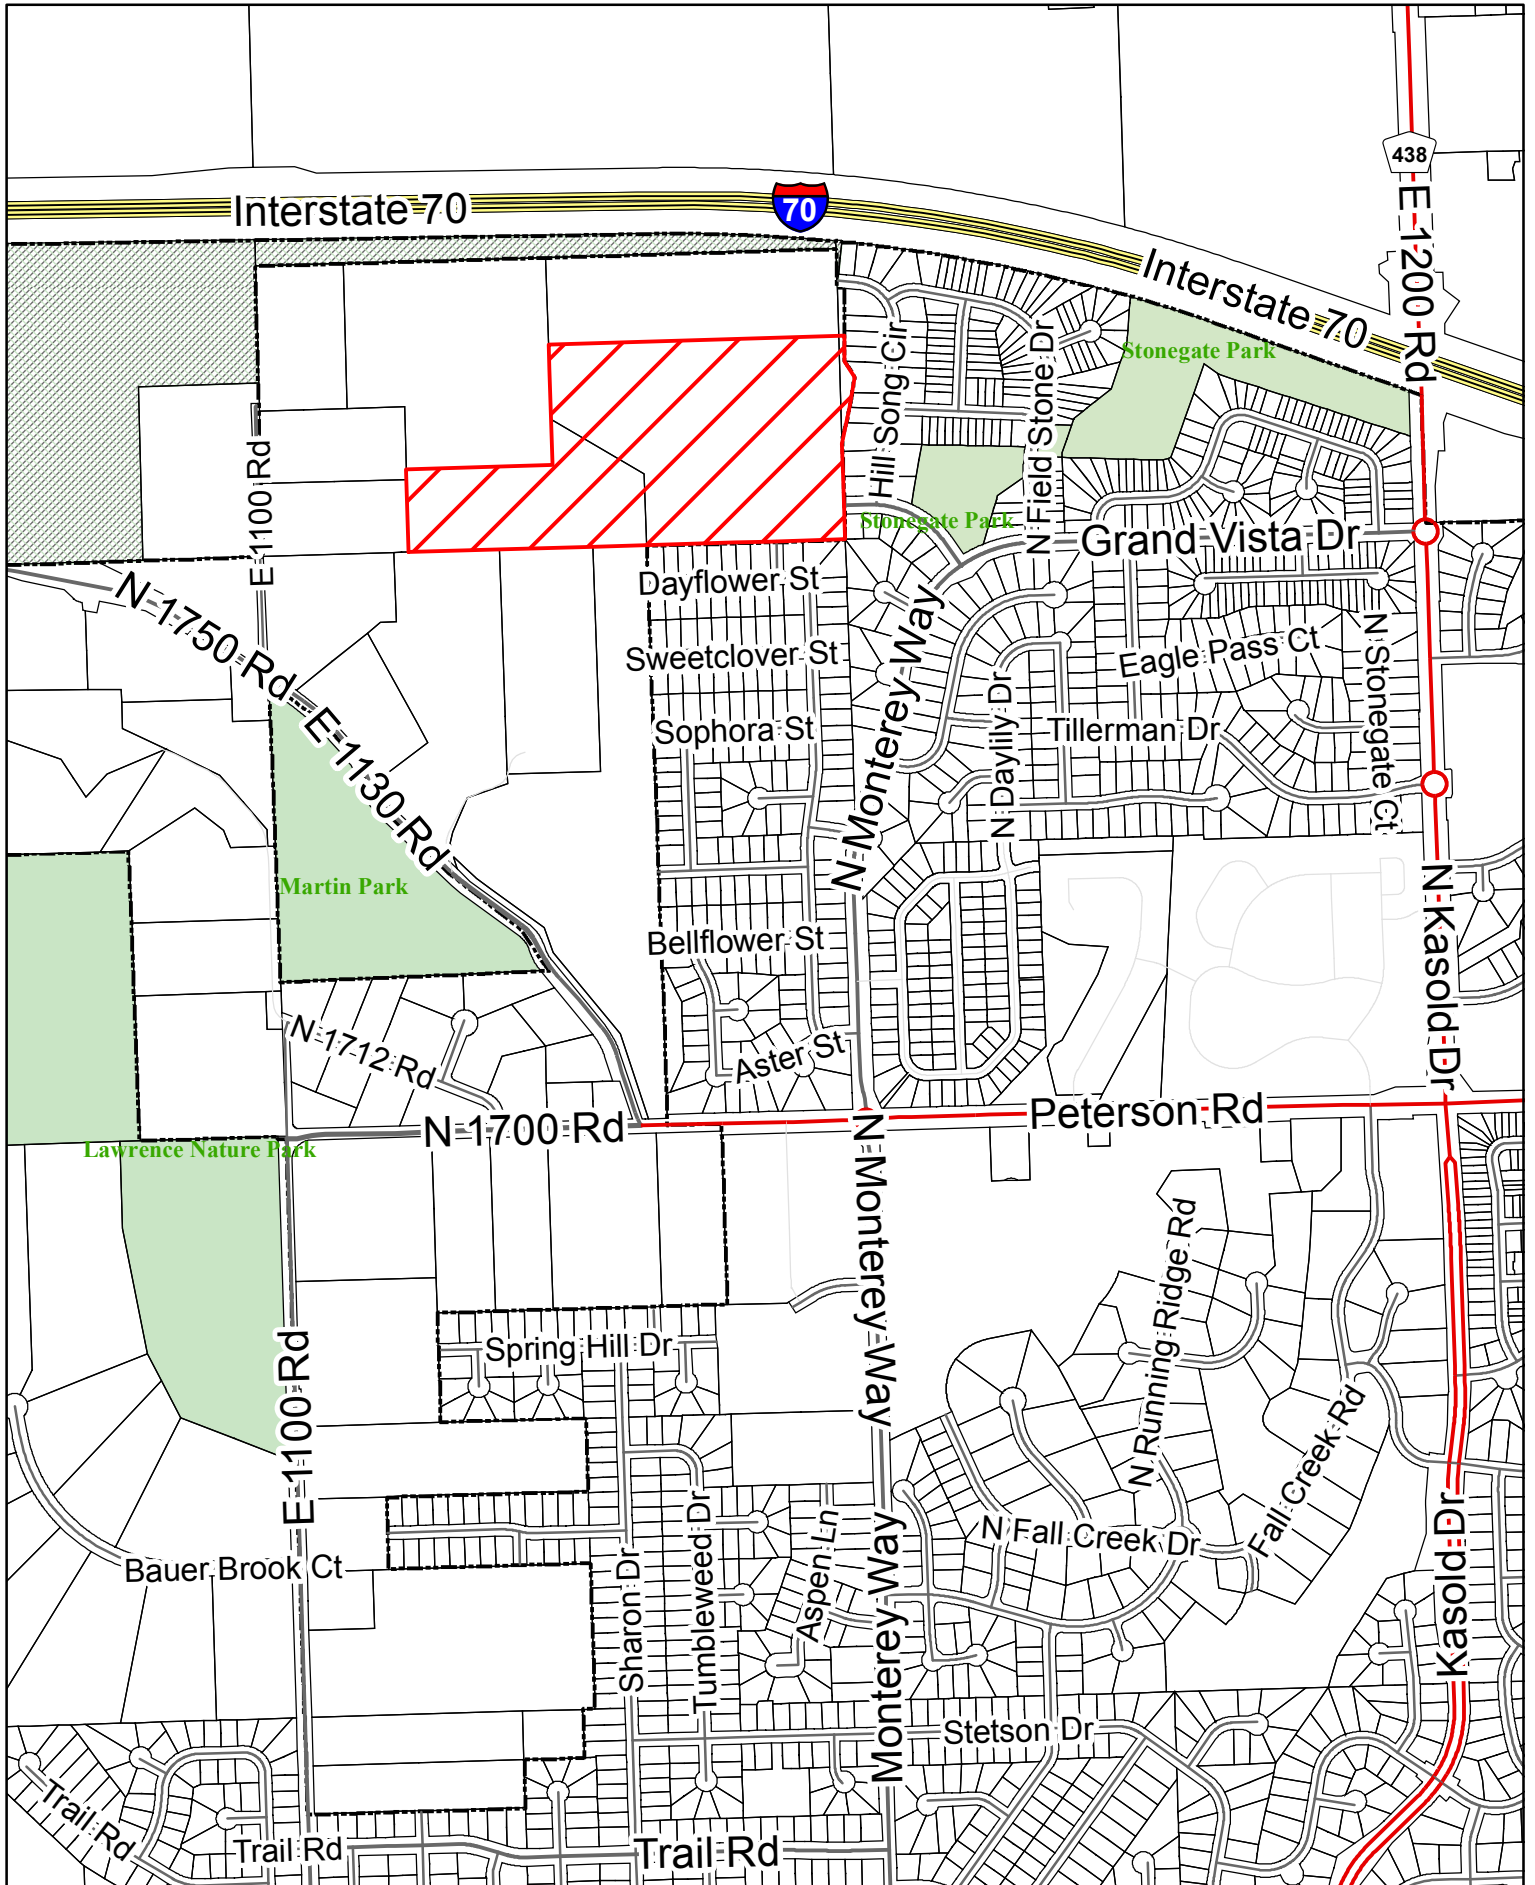 438
Interstate 70
70
E 1200 Rd
Interstate 70
Stonegate Park
Hill Song Cir
N Field Stone Dr
E 1100 Rd
Stonegate Park
Grand Vista Dr
Dayflower St
N 1750 Rd
Sweetclover St
Eagle Pass Ct
N Stonegate Ct
N Monterey Way
N Daylily Dr
Sophora St
Tillerman Dr
E 1130 Rd
Martin Park
N Kasold Dr
Bellflower St
N 1712 Rd
Aster St
Peterson Rd
N 1700 Rd
Lawrence Nature Park
N Monterey Way
N Running Ridge Rd
Spring Hill Dr
E 1100 Rd
Fall Creek Rd
N Fall Creek Dr
Kasold Dr
Bauer Brook Ct
Sharon Dr
Tumbleweed Dr
Aspen Ln
Monterey Way
Stetson Dr
Trail Rd
Trail Rd
Trail Rd